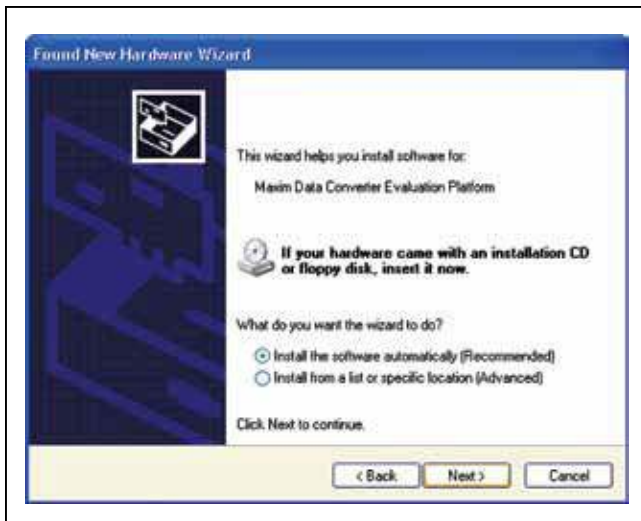 Found New Hardware Wizard
This wizard helps you install software for:
Maxim Data Converter Evaluation Platform
If your hardware came with an installation CD
or floppy disk, insert it now.
What do you want the wizard to do?
Install the software automatically (Recommended)
Install from a list or specific location (Advanced)
Click Next to continue.
< Back Next > Cancel